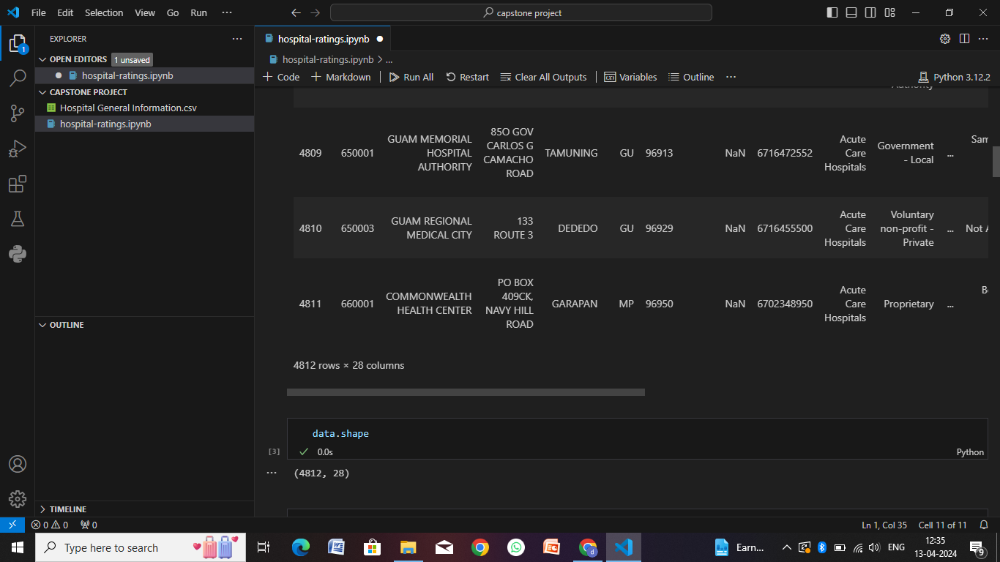 File Edit Selection View Go Run ...
capstone project
EXPLORER
OPEN EDITORS 1 unsaved
hospital-ratings.ipynb
CAPSTONE PROJECT
Hospital General Information.csv
hospital-ratings.ipynb
OUTLINE
TIMELINE
1
hospital-ratings.ipynb
hospital-ratings.ipynb > ...
+ Code + Markdown Run All Restart Clear All Outputs Variables Outline ... Python 3.12.2
Authority
4809 650001 GUAM MEMORIAL HOSPITAL AUTHORITY 85O GOV CARLOS G CAMACHO ROAD TAMUNING GU 96913 NaN 6716472552 Acute Care Hospitals Government - Local ... Sam
4810 650003 GUAM REGIONAL MEDICAL CITY 133 ROUTE 3 DEDEDO GU 96929 NaN 6716455500 Acute Care Hospitals Voluntary non-profit - Private ... Not A
4811 660001 COMMONWEALTH HEALTH CENTER PO BOX 409CK, NAVY HILL ROAD GARAPAN MP 96950 NaN 6702348950 Acute Care Hospitals Proprietary ...
4812 rows × 28 columns
data.shape
[3] 0.0s Python
(4812, 28)
0 0 0 Ln 1, Col 35 Cell 11 of 11
Type here to search Earn... ENG 12:35
13-04-2024
9